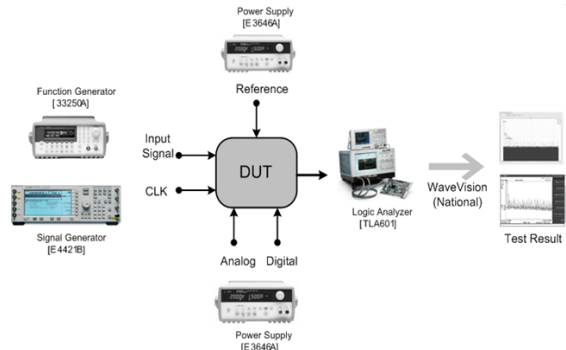 Power Supply
[E3646A]
Reference
Function Generator
[33250A]
Input
Signal
CLK
DUT
Signal Generator
[E4421B]
Logic Analyzer
[TLA601]
WaveVision
(National)
Test Result
Analog Digital
Power Supply
[E3646A]